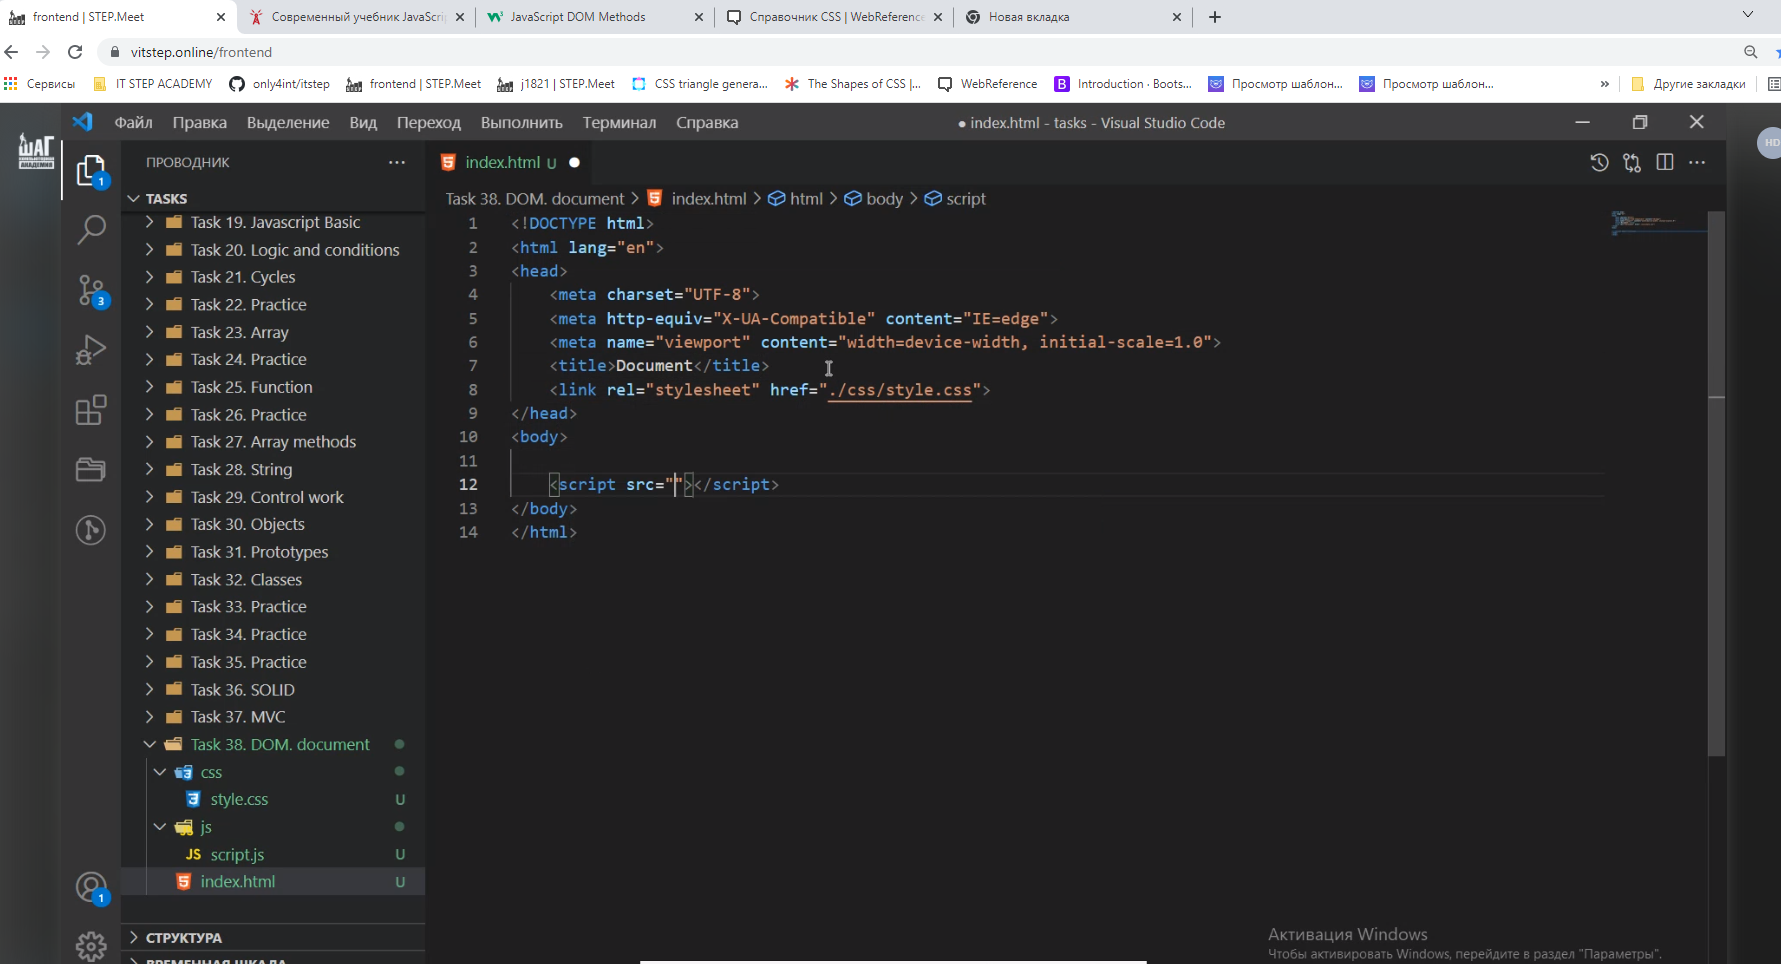 frontend | STEP.Meet
Современный учебник JavaScri
JavaScript DOM Methods
Справочник CSS | WebReference
Новая вкладка
vitstep.online/frontend
Сервисы
IT STEP ACADEMY
only4int/itstep
frontend | STEP.Meet
j1821 | STEP.Meet
CSS triangle genera...
The Shapes of CSS |...
WebReference
Introduction · Boots...
Просмотр шаблон...
Просмотр шаблон...
»
Другие закладки
ШАГ
КОМПЬЮТЕРНАЯ
АКАДЕМИЯ
Файл Правка Выделение Вид Переход Выполнить Терминал Справка
● index.html - tasks - Visual Studio Code
HD
ПРОВОДНИК
TASKS
Task 19. Javascript Basic
Task 20. Logic and conditions
Task 21. Cycles
Task 22. Practice
Task 23. Array
Task 24. Practice
Task 25. Function
Task 26. Practice
Task 27. Array methods
Task 28. String
Task 29. Control work
Task 30. Objects
Task 31. Prototypes
Task 32. Classes
Task 33. Practice
Task 34. Practice
Task 35. Practice
Task 36. SOLID
Task 37. MVC
Task 38. DOM. document
css
style.css U
js
JS script.js U
index.html U
СТРУКТУРА
ВРЕМЕННАЯ ШКАЛА
1
3
1
index.html U
Task 38. DOM. document > index.html > html > body > script
1 <!DOCTYPE html>
2 <html lang="en">
3 <head>
4 <meta charset="UTF-8">
5 <meta http-equiv="X-UA-Compatible" content="IE=edge">
6 <meta name="viewport" content="width=device-width, initial-scale=1.0">
7 <title>Document</title>
8 <link rel="stylesheet" href="./css/style.css">
9 </head>
10 <body>
11
12 <script src=""></script>
13 </body>
14 </html>
Активация Windows
Чтобы активировать Windows, перейдите в раздел "Параметры".